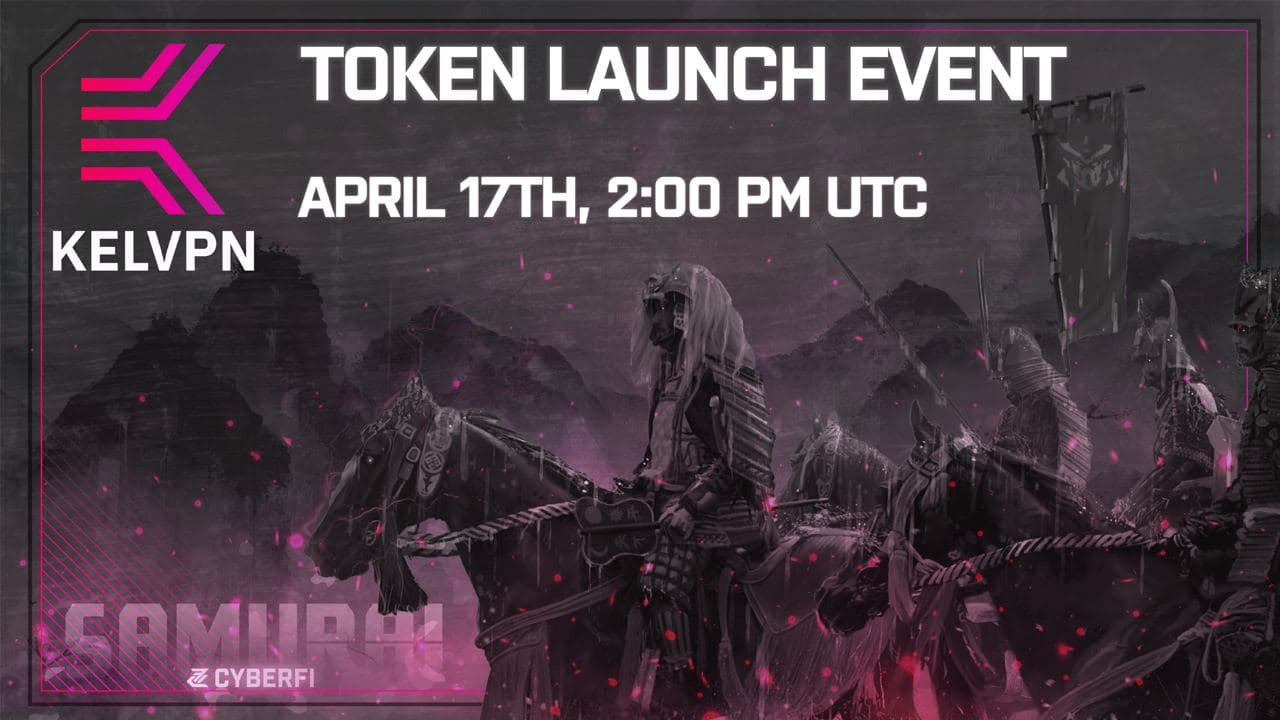 TOKEN LAUNCH EVENT
APRIL 17TH, 2:00 PM UTC
KELVPN
SAMURAI
CYBERFI